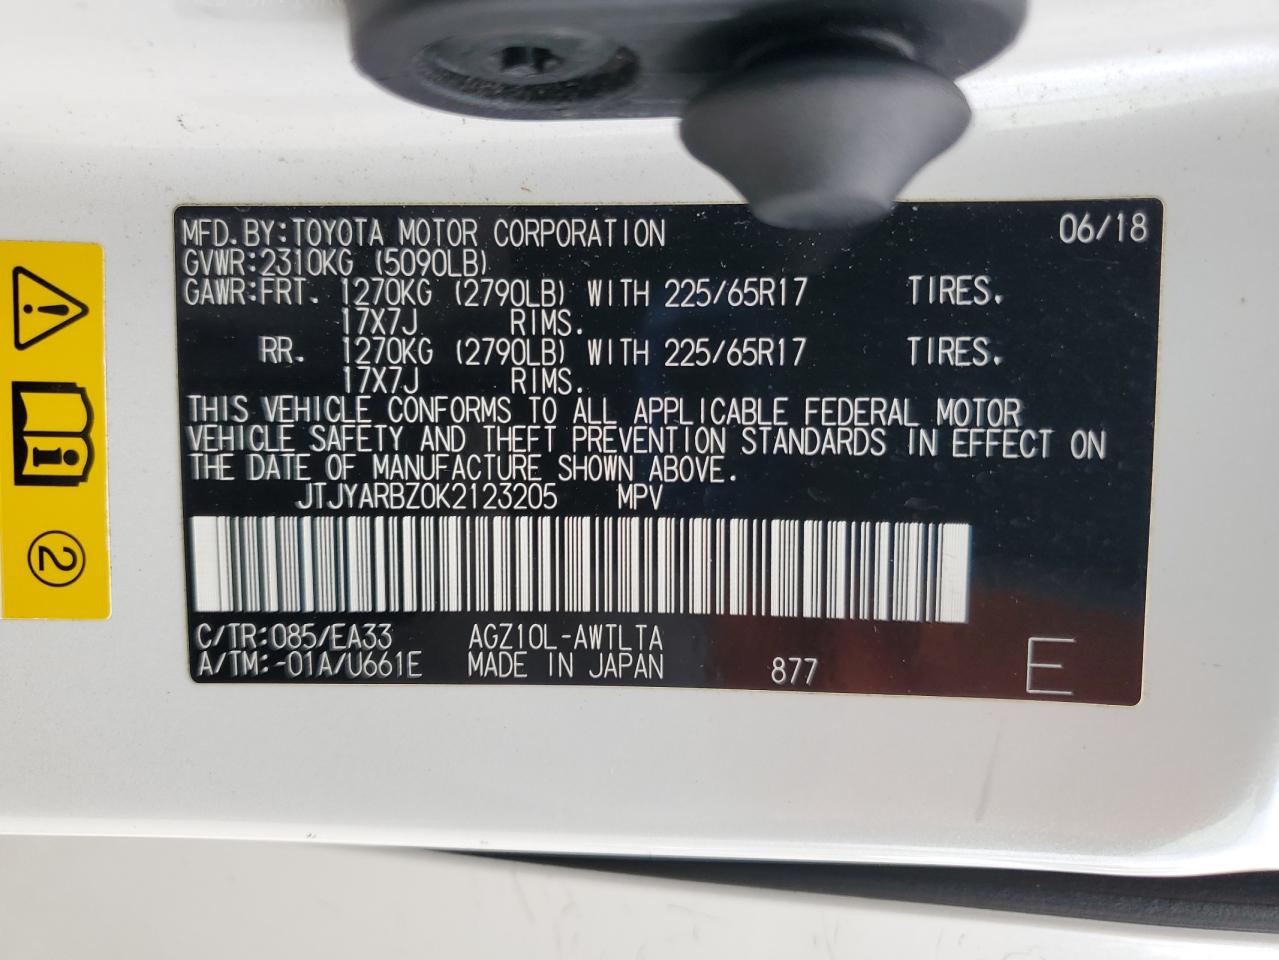 MFD.BY:TOYOTA MOTOR CORPORATION 06/18
GVWR:2310KG (5090LB)
GAWR:FRT. 1270KG (2790LB) WITH 225/65R17 TIRES.
17X7J RIMS.
RR. 1270KG (2790LB) WITH 225/65R17 TIRES.
17X7J RIMS.
THIS VEHICLE CONFORMS TO ALL APPLICABLE FEDERAL MOTOR
VEHICLE SAFETY AND THEFT PREVENTION STANDARDS IN EFFECT ON
THE DATE OF MANUFACTURE SHOWN ABOVE.
JTJYARBZ0K2123205 MPV
C/TR:085/EA33 AGZ10L-AWTLTA
A/TM:-01A/U661E MADE IN JAPAN 877 E
2